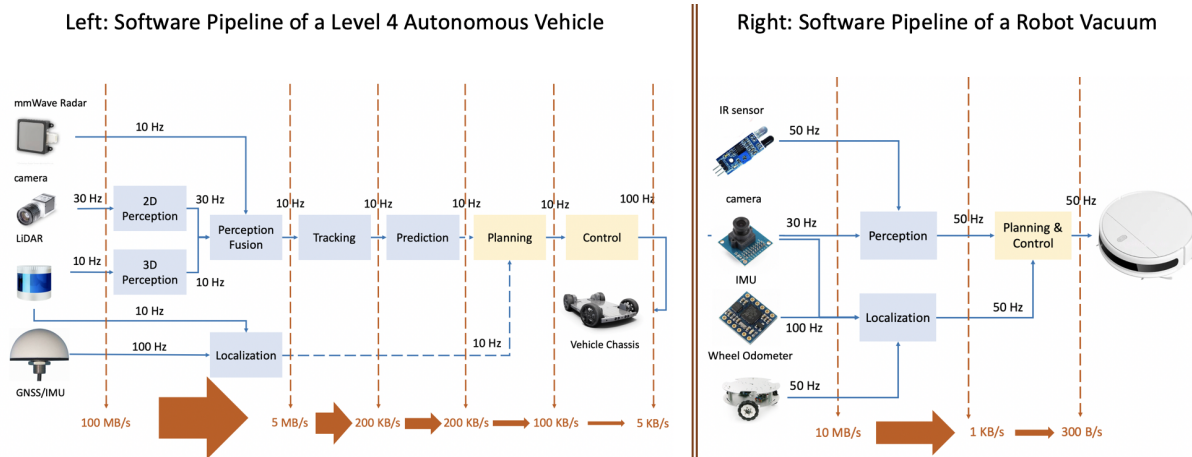 Left: Software Pipeline of a Level 4 Autonomous Vehicle
mmWave Radar
10 Hz
camera
30 Hz
2D
Perception
30 Hz
LiDAR
10 Hz
3D
Perception
10 Hz
Perception
Fusion
10 Hz
Tracking
10 Hz
Prediction
10 Hz
Planning
10 Hz
Control
100 Hz
Vehicle Chassis
10 Hz
100 Hz
Localization
10 Hz
GNSS/IMU
100 MB/s
5 MB/s
200 KB/s
200 KB/s
100 KB/s
5 KB/s
Right: Software Pipeline of a Robot Vacuum
IR sensor
50 Hz
camera
30 Hz
Perception
50 Hz
Planning &
Control
50 Hz
IMU
100 Hz
Localization
50 Hz
Wheel Odometer
50 Hz
10 MB/s
1 KB/s
300 B/s